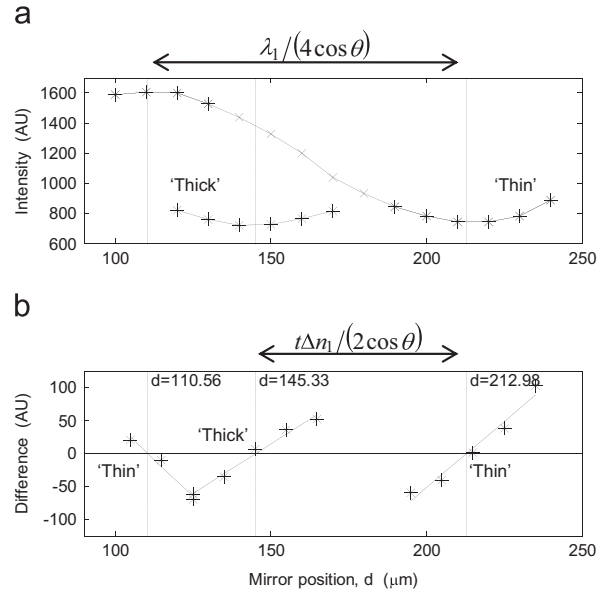 a
λ₁/(4cosθ)
Intensity (AU)
1600
1400
1200
1000
800
600
'Thick'
'Thin'
100
150
200
250
b
tΔn₁/(2cosθ)
Difference (AU)
100
50
0
-50
-100
d=110.56
d=145.33
d=212.98
'Thick'
'Thin'
'Thin'
100
150
200
250
Mirror position, d (μm)